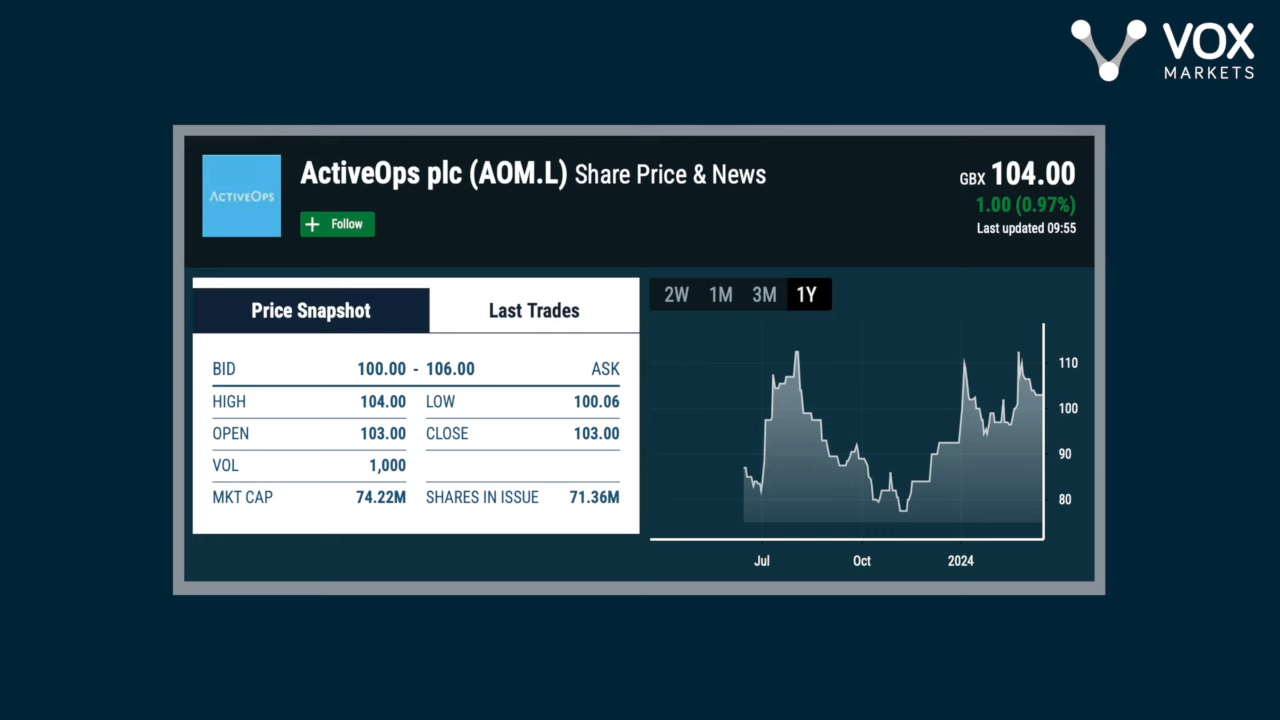 VOX
MARKETS
ACTIVEOPS
ActiveOps plc (AOM.L) Share Price & News
+ Follow
GBX 104.00
1.00 (0.97%)
Last updated 09:55
Price Snapshot
Last Trades
BID 100.00 - 106.00 ASK
HIGH 104.00 LOW 100.06
OPEN 103.00 CLOSE 103.00
VOL 1,000
MKT CAP 74.22M SHARES IN ISSUE 71.36M
2W 1M 3M 1Y
110
100
90
80
Jul Oct 2024